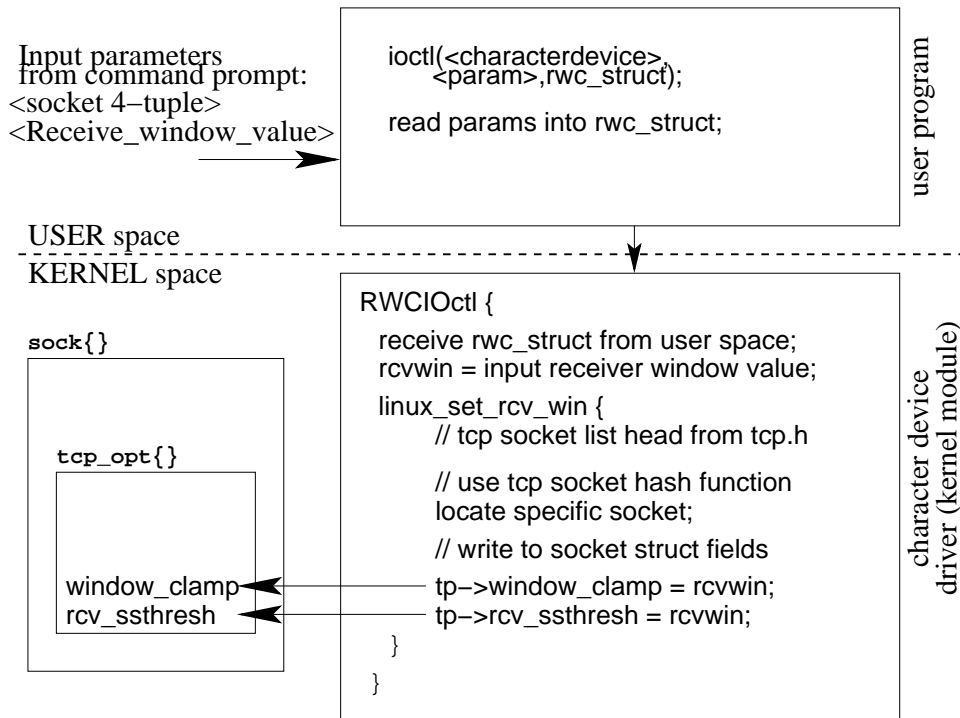 Input parameters
from command prompt:
<socket 4−tuple>
<Receive_window_value>
ioctl(<characterdevice>,
<param>,rwc_struct);
read params into rwc_struct;
user program
USER space
KERNEL space
sock{}
tcp_opt{}
window_clamp
rcv_ssthresh
RWCIOctl {
receive rwc_struct from user space;
rcvwin = input receiver window value;
linux_set_rcv_win {
// tcp socket list head from tcp.h
// use tcp socket hash function
locate specific socket;
// write to socket struct fields
tp−>window_clamp = rcvwin;
tp−>rcv_ssthresh = rcvwin;
}
}
character device
driver (kernel module)